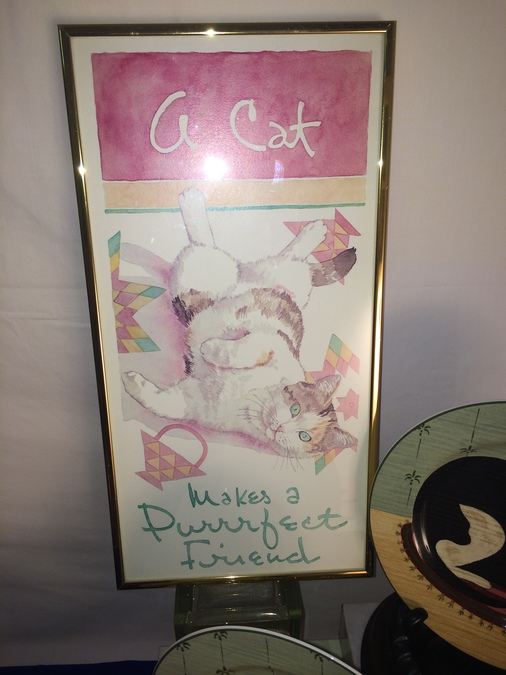 a Cat
Makes a
Purrrfect
Friend